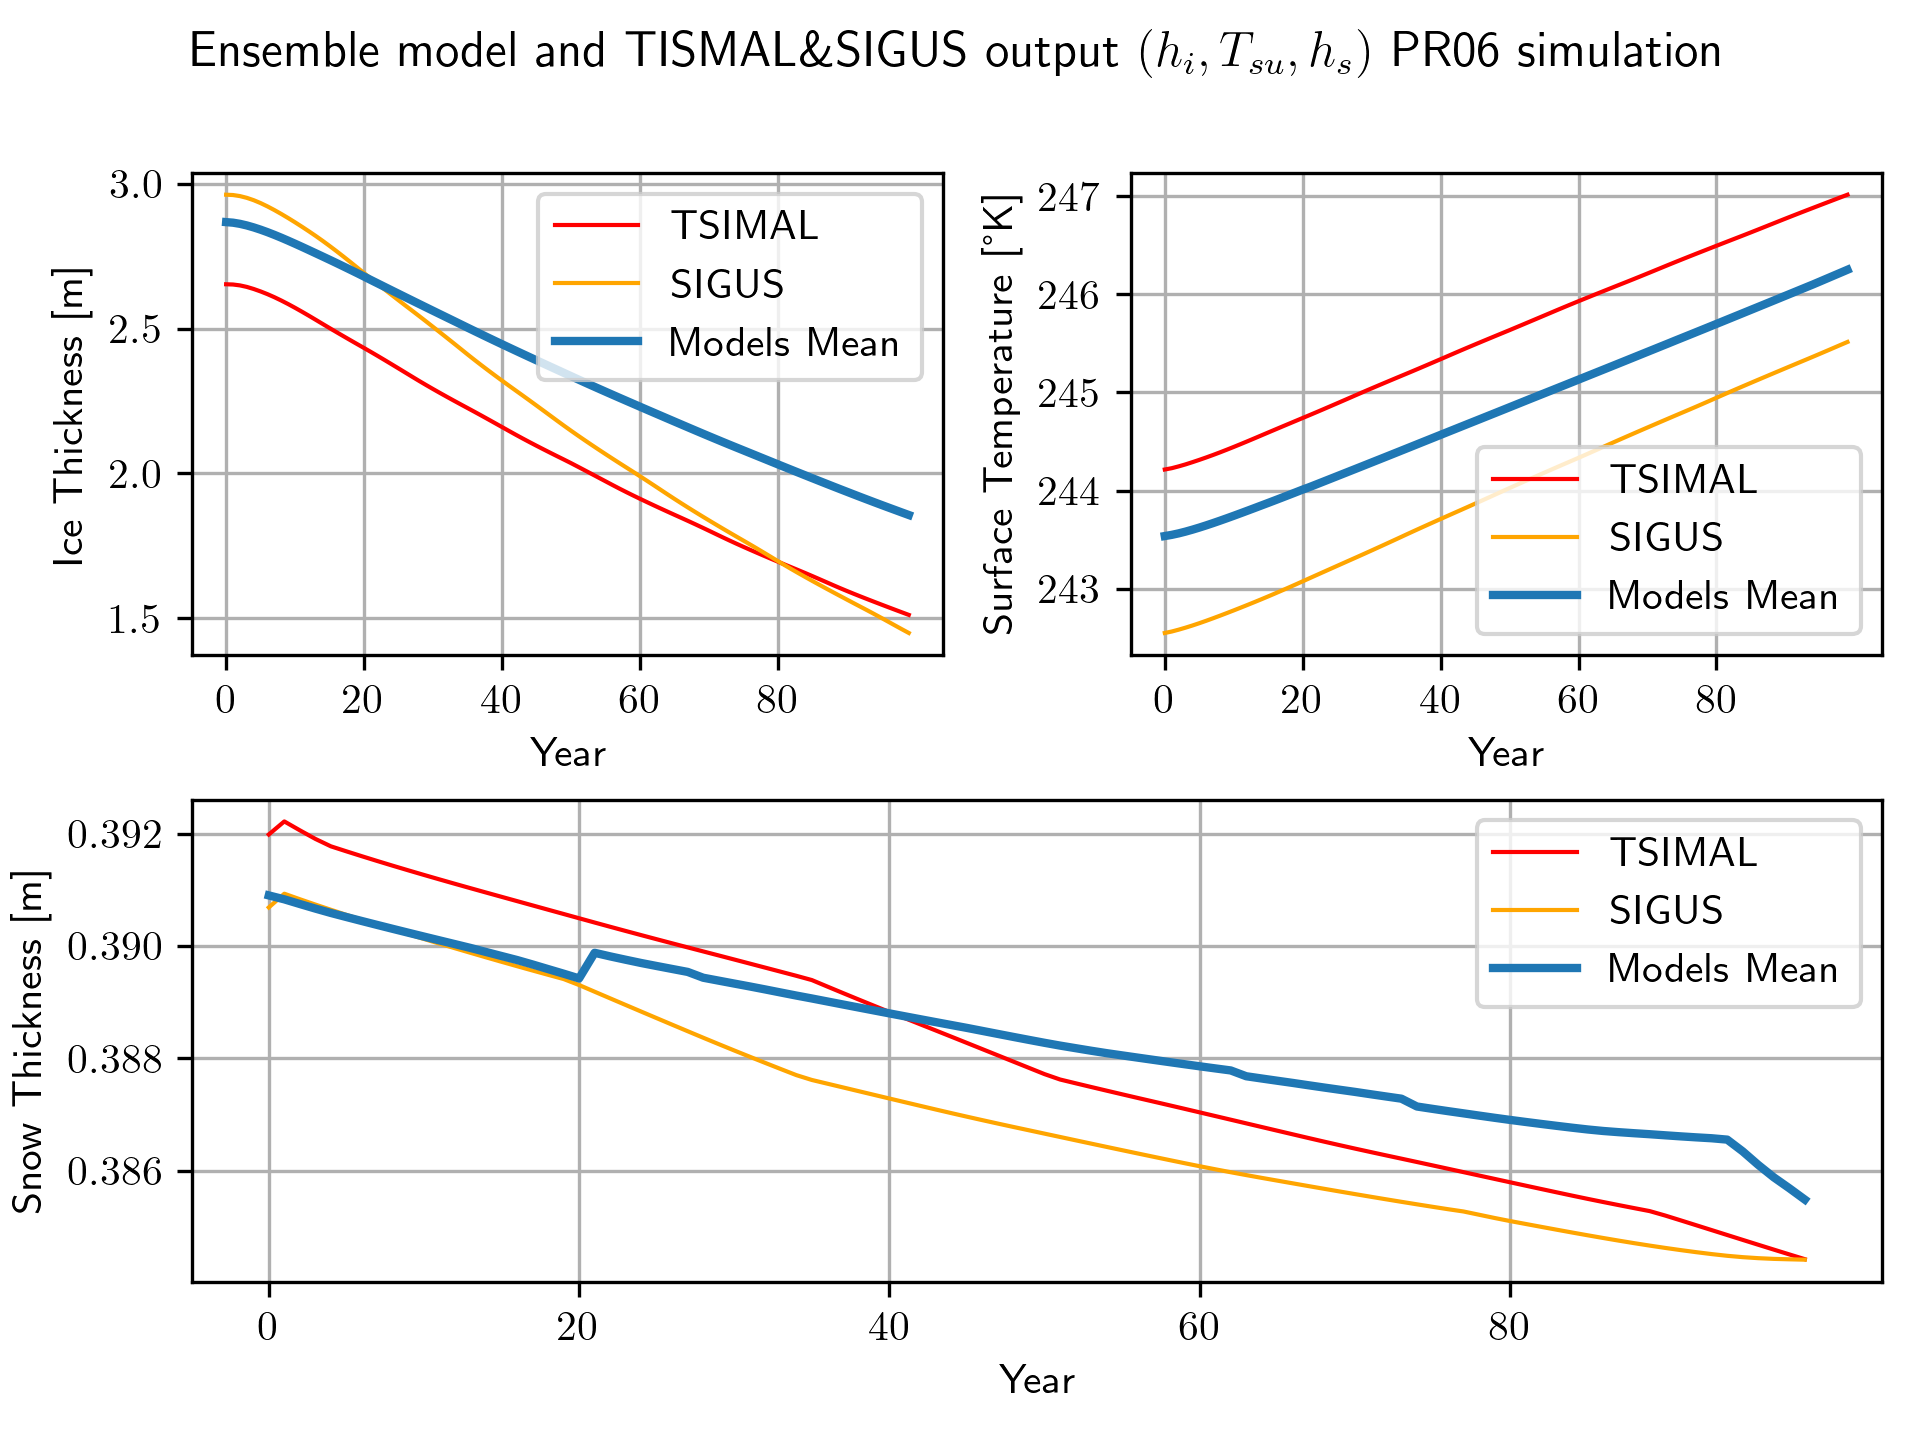 Ensemble model and TISMAL&SIGUS output (h_i, T_su, h_s) PR06 simulation
Ice Thickness [m]
3.0
2.5
2.0
1.5
TSIMAL
SIGUS
Models Mean
0 20 40 60 80
Year
Surface Temperature [°K]
247
246
245
244
243
TSIMAL
SIGUS
Models Mean
0 20 40 60 80
Year
Snow Thickness [m]
0.392
0.390
0.388
0.386
TSIMAL
SIGUS
Models Mean
0 20 40 60 80
Year